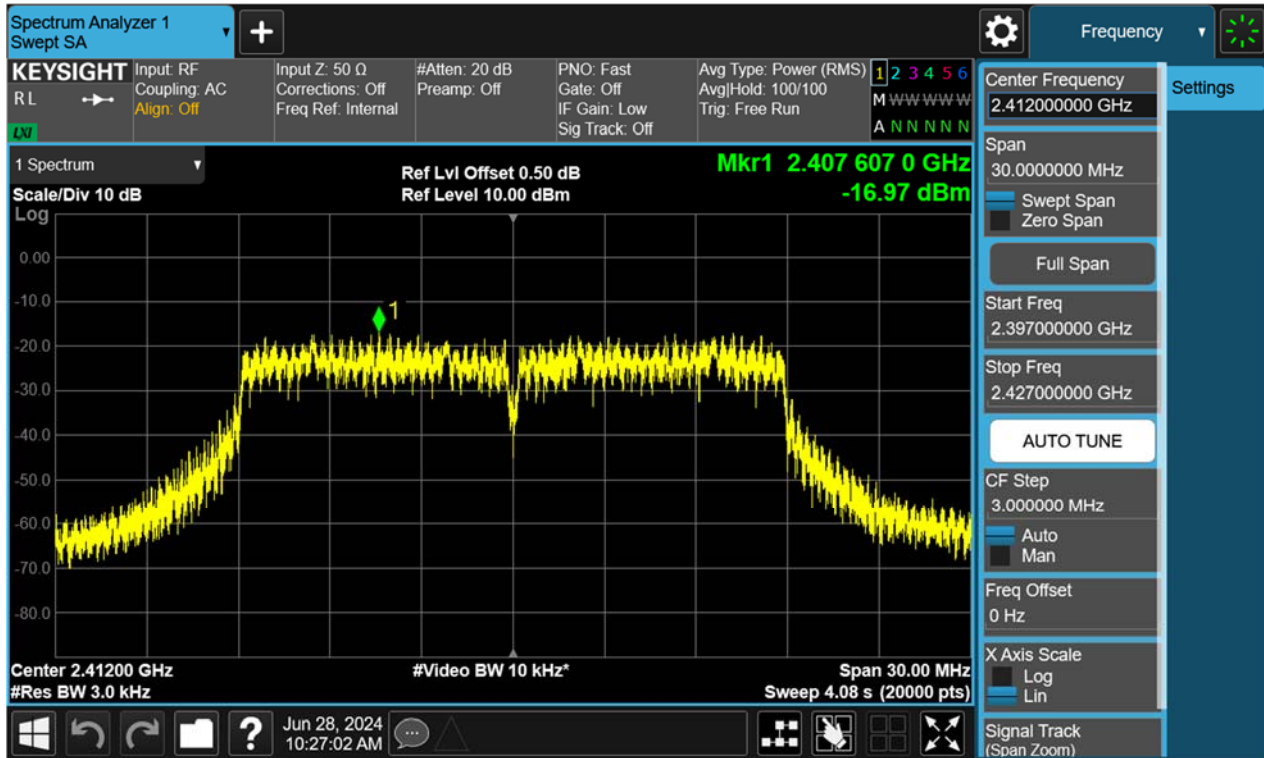 Spectrum Analyzer 1
Swept SA
Frequency
KEYSIGHT
R L
LXI
Input: RF
Coupling: AC
Align: Off
Input Z: 50 Ω
Corrections: Off
Freq Ref: Internal
#Atten: 20 dB
Preamp: Off
PNO: Fast
Gate: Off
IF Gain: Low
Sig Track: Off
Avg Type: Power (RMS)
Avg|Hold: 100/100
Trig: Free Run
1 2 3 4 5 6
M W W W W W
A N N N N N
1 Spectrum
Scale/Div 10 dB
Ref Lvl Offset 0.50 dB
Ref Level 10.00 dBm
Mkr1 2.407 607 0 GHz
-16.97 dBm
Log
0.00
-10.0
-20.0
-30.0
-40.0
-50.0
-60.0
-70.0
-80.0
1
Center 2.41200 GHz
#Res BW 3.0 kHz
#Video BW 10 kHz*
Span 30.00 MHz
Sweep 4.08 s (20000 pts)
Center Frequency
2.412000000 GHz
Settings
Span
30.0000000 MHz
Swept Span
Zero Span
Full Span
Start Freq
2.397000000 GHz
Stop Freq
2.427000000 GHz
AUTO TUNE
CF Step
3.000000 MHz
Auto
Man
Freq Offset
0 Hz
X Axis Scale
Log
Lin
Signal Track
(Span Zoom)
?
Jun 28, 2024
10:27:02 AM